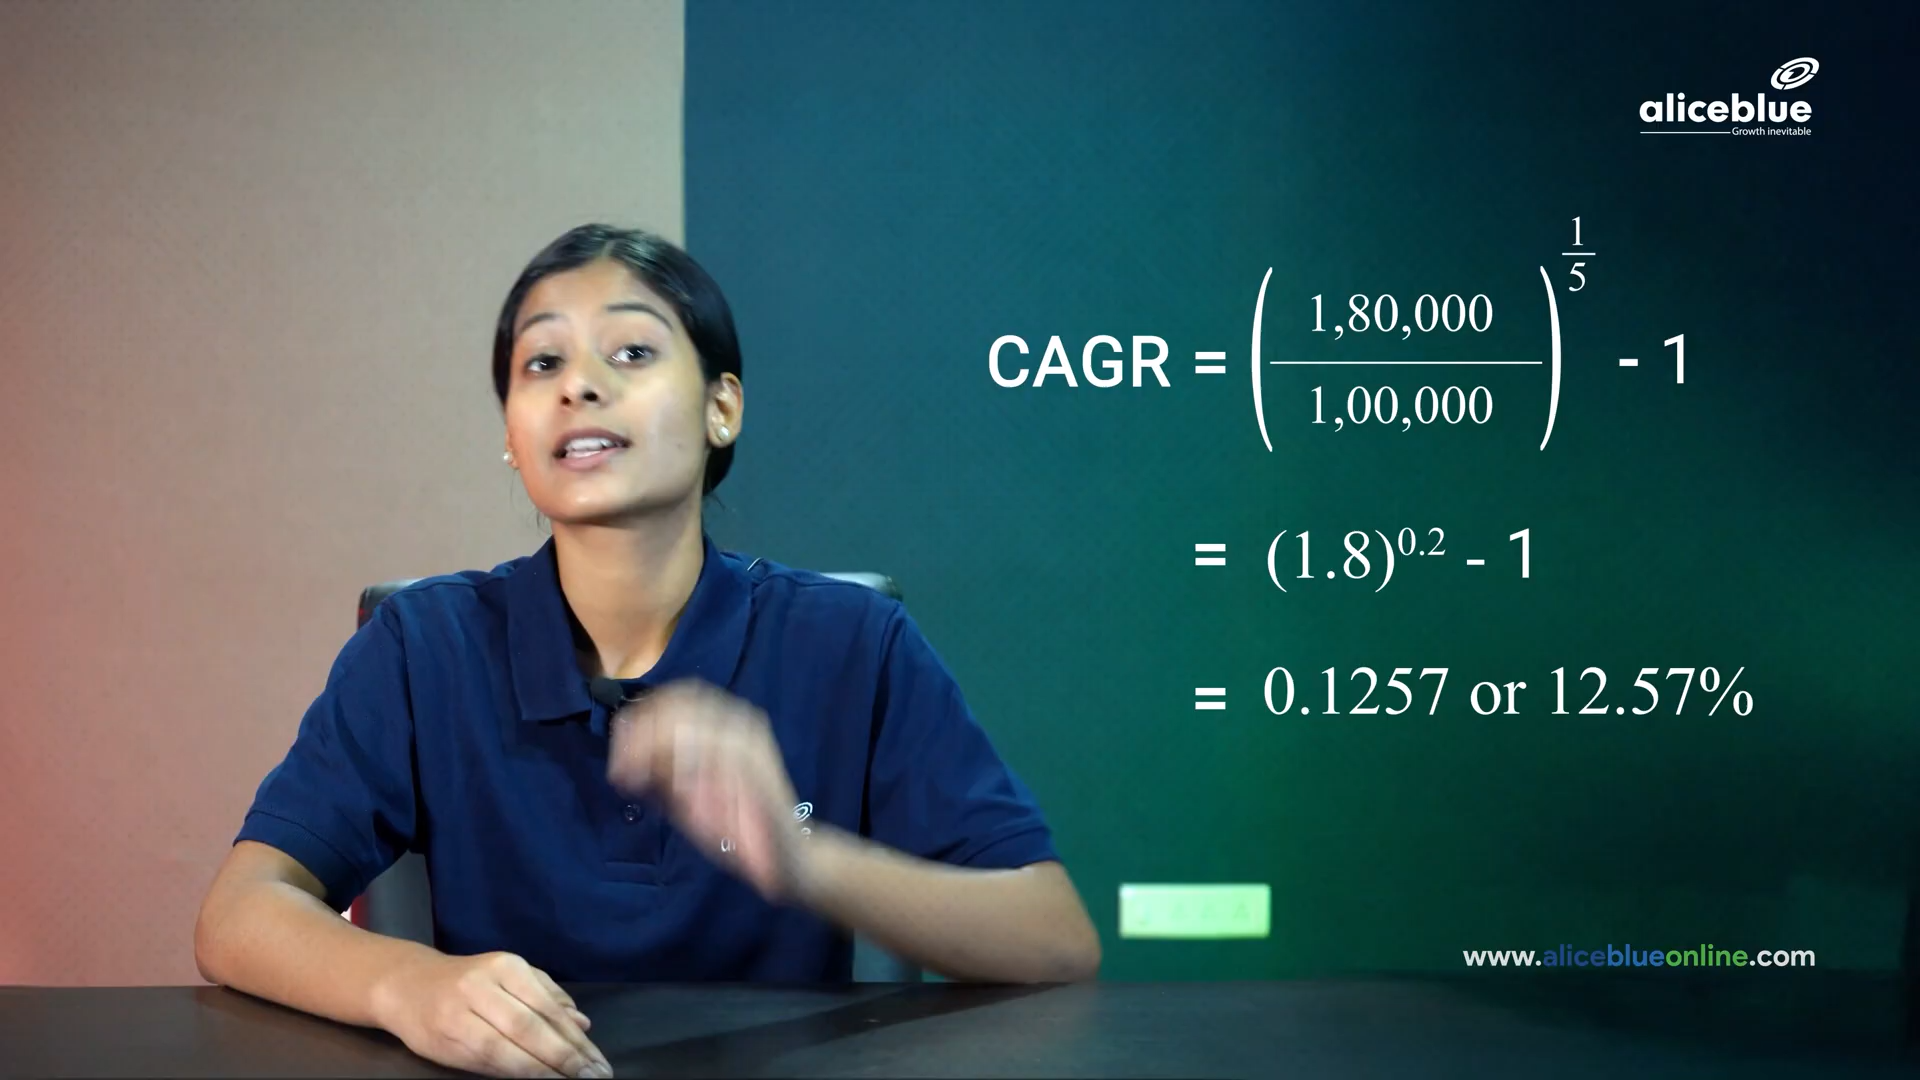 aliceblue
Growth inevitable
CAGR = (1,80,000 / 1,00,000)^1/5 - 1
= (1.8)^0.2 - 1
= 0.1257 or 12.57%
www.aliceblueonline.com